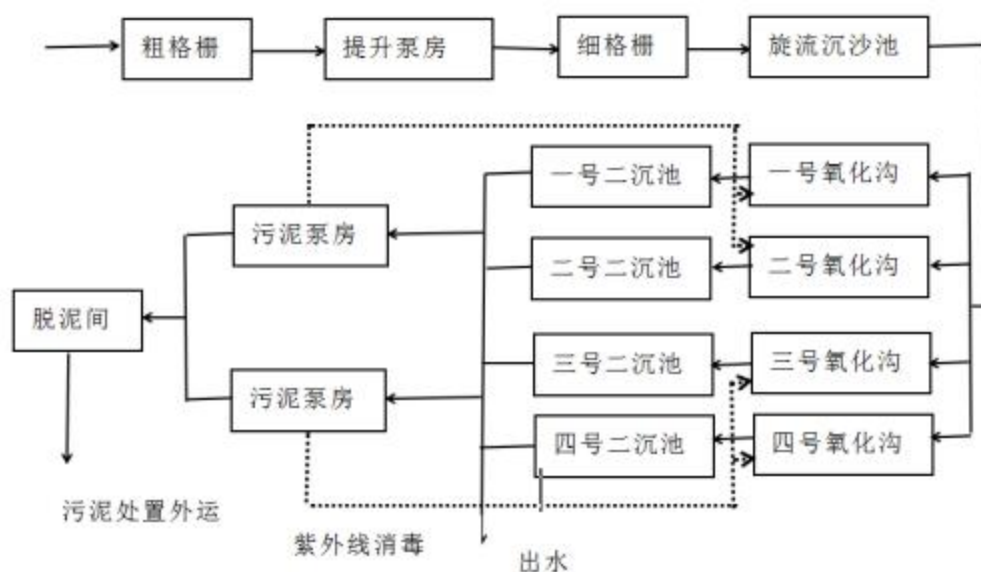 粗格栅
提升泵房
细格栅
旋流沉沙池
一号二沉池
一号氧化沟
污泥泵房
二号二沉池
二号氧化沟
脱泥间
三号二沉池
三号氧化沟
污泥泵房
四号二沉池
四号氧化沟
污泥处置外运
紫外线消毒
出水